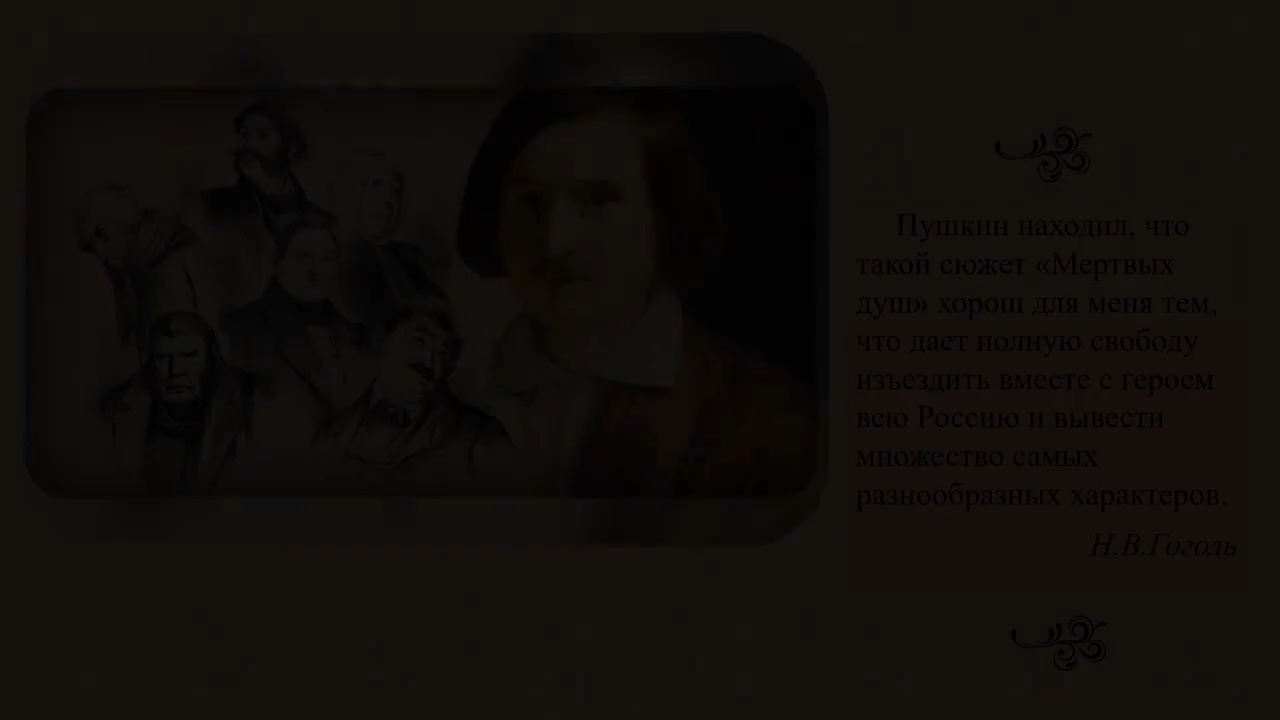 Пушкин находил, что
такой сюжет «Мертвых
душ» хорош для меня тем,
что дает полную свободу
изъездить вместе с героем
всю Россию и вывести
множество самых
разнообразных характеров.
Н.В.Гоголь